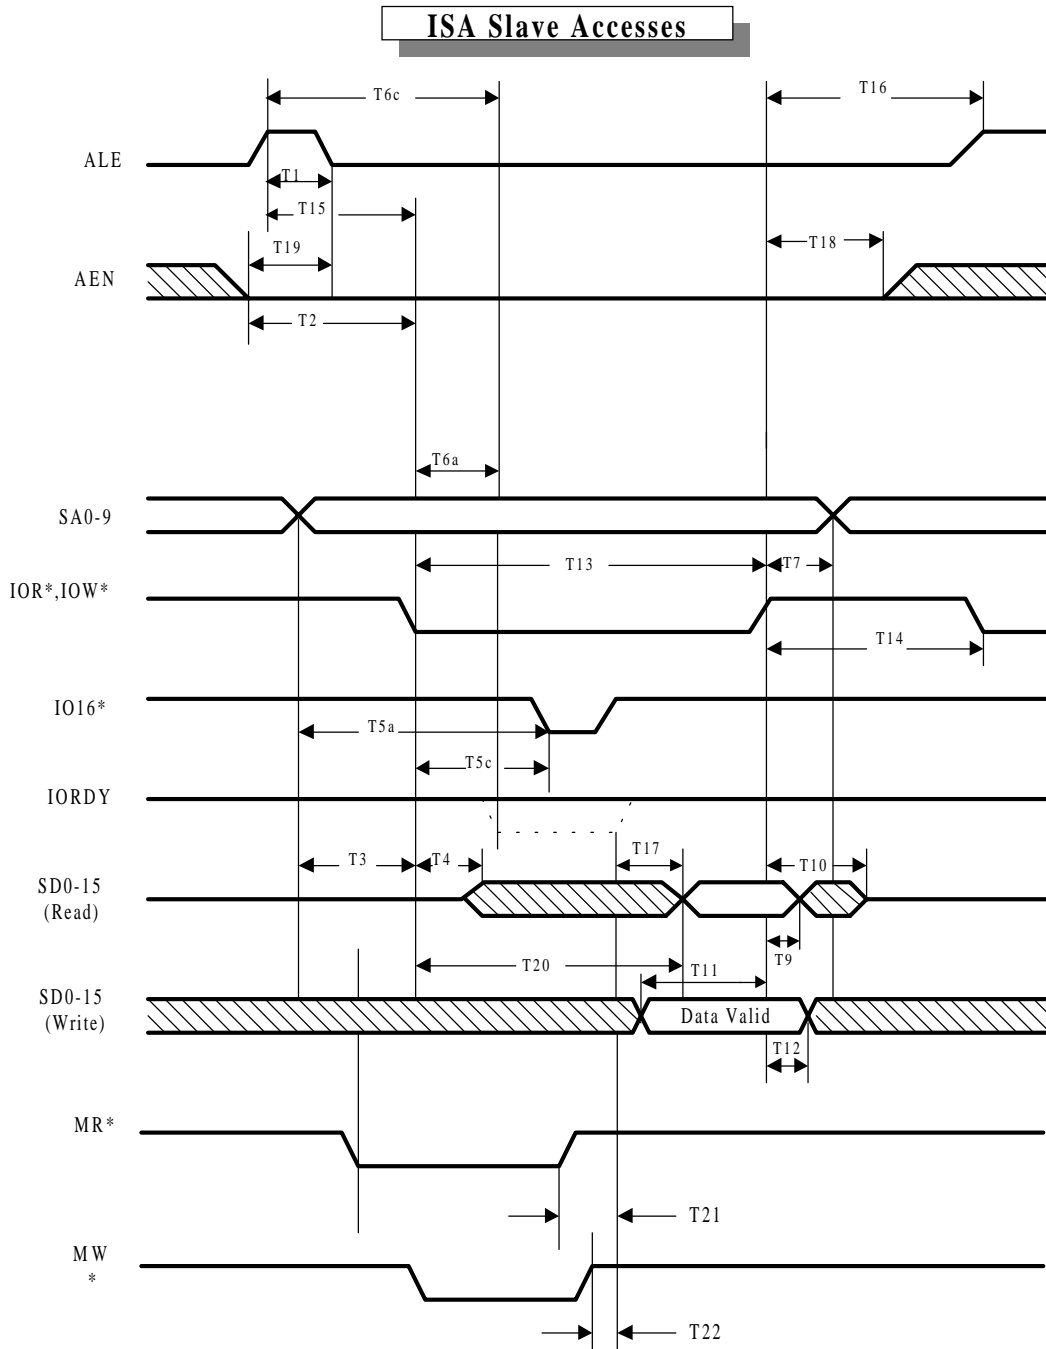 ISA Slave Accesses
T6c
T16
ALE
T1
T15
T18
T19
AEN
T2
T6a
SA0-9
T13
T7
IOR*,IOW*
T14
IO16*
T5a
T5c
IORDY
T17
T3
T4
T10
SD0-15
(Read)
T9
T20
T11
SD0-15
(Write)
Data Valid
T12
MR*
T21
MW
*
T22